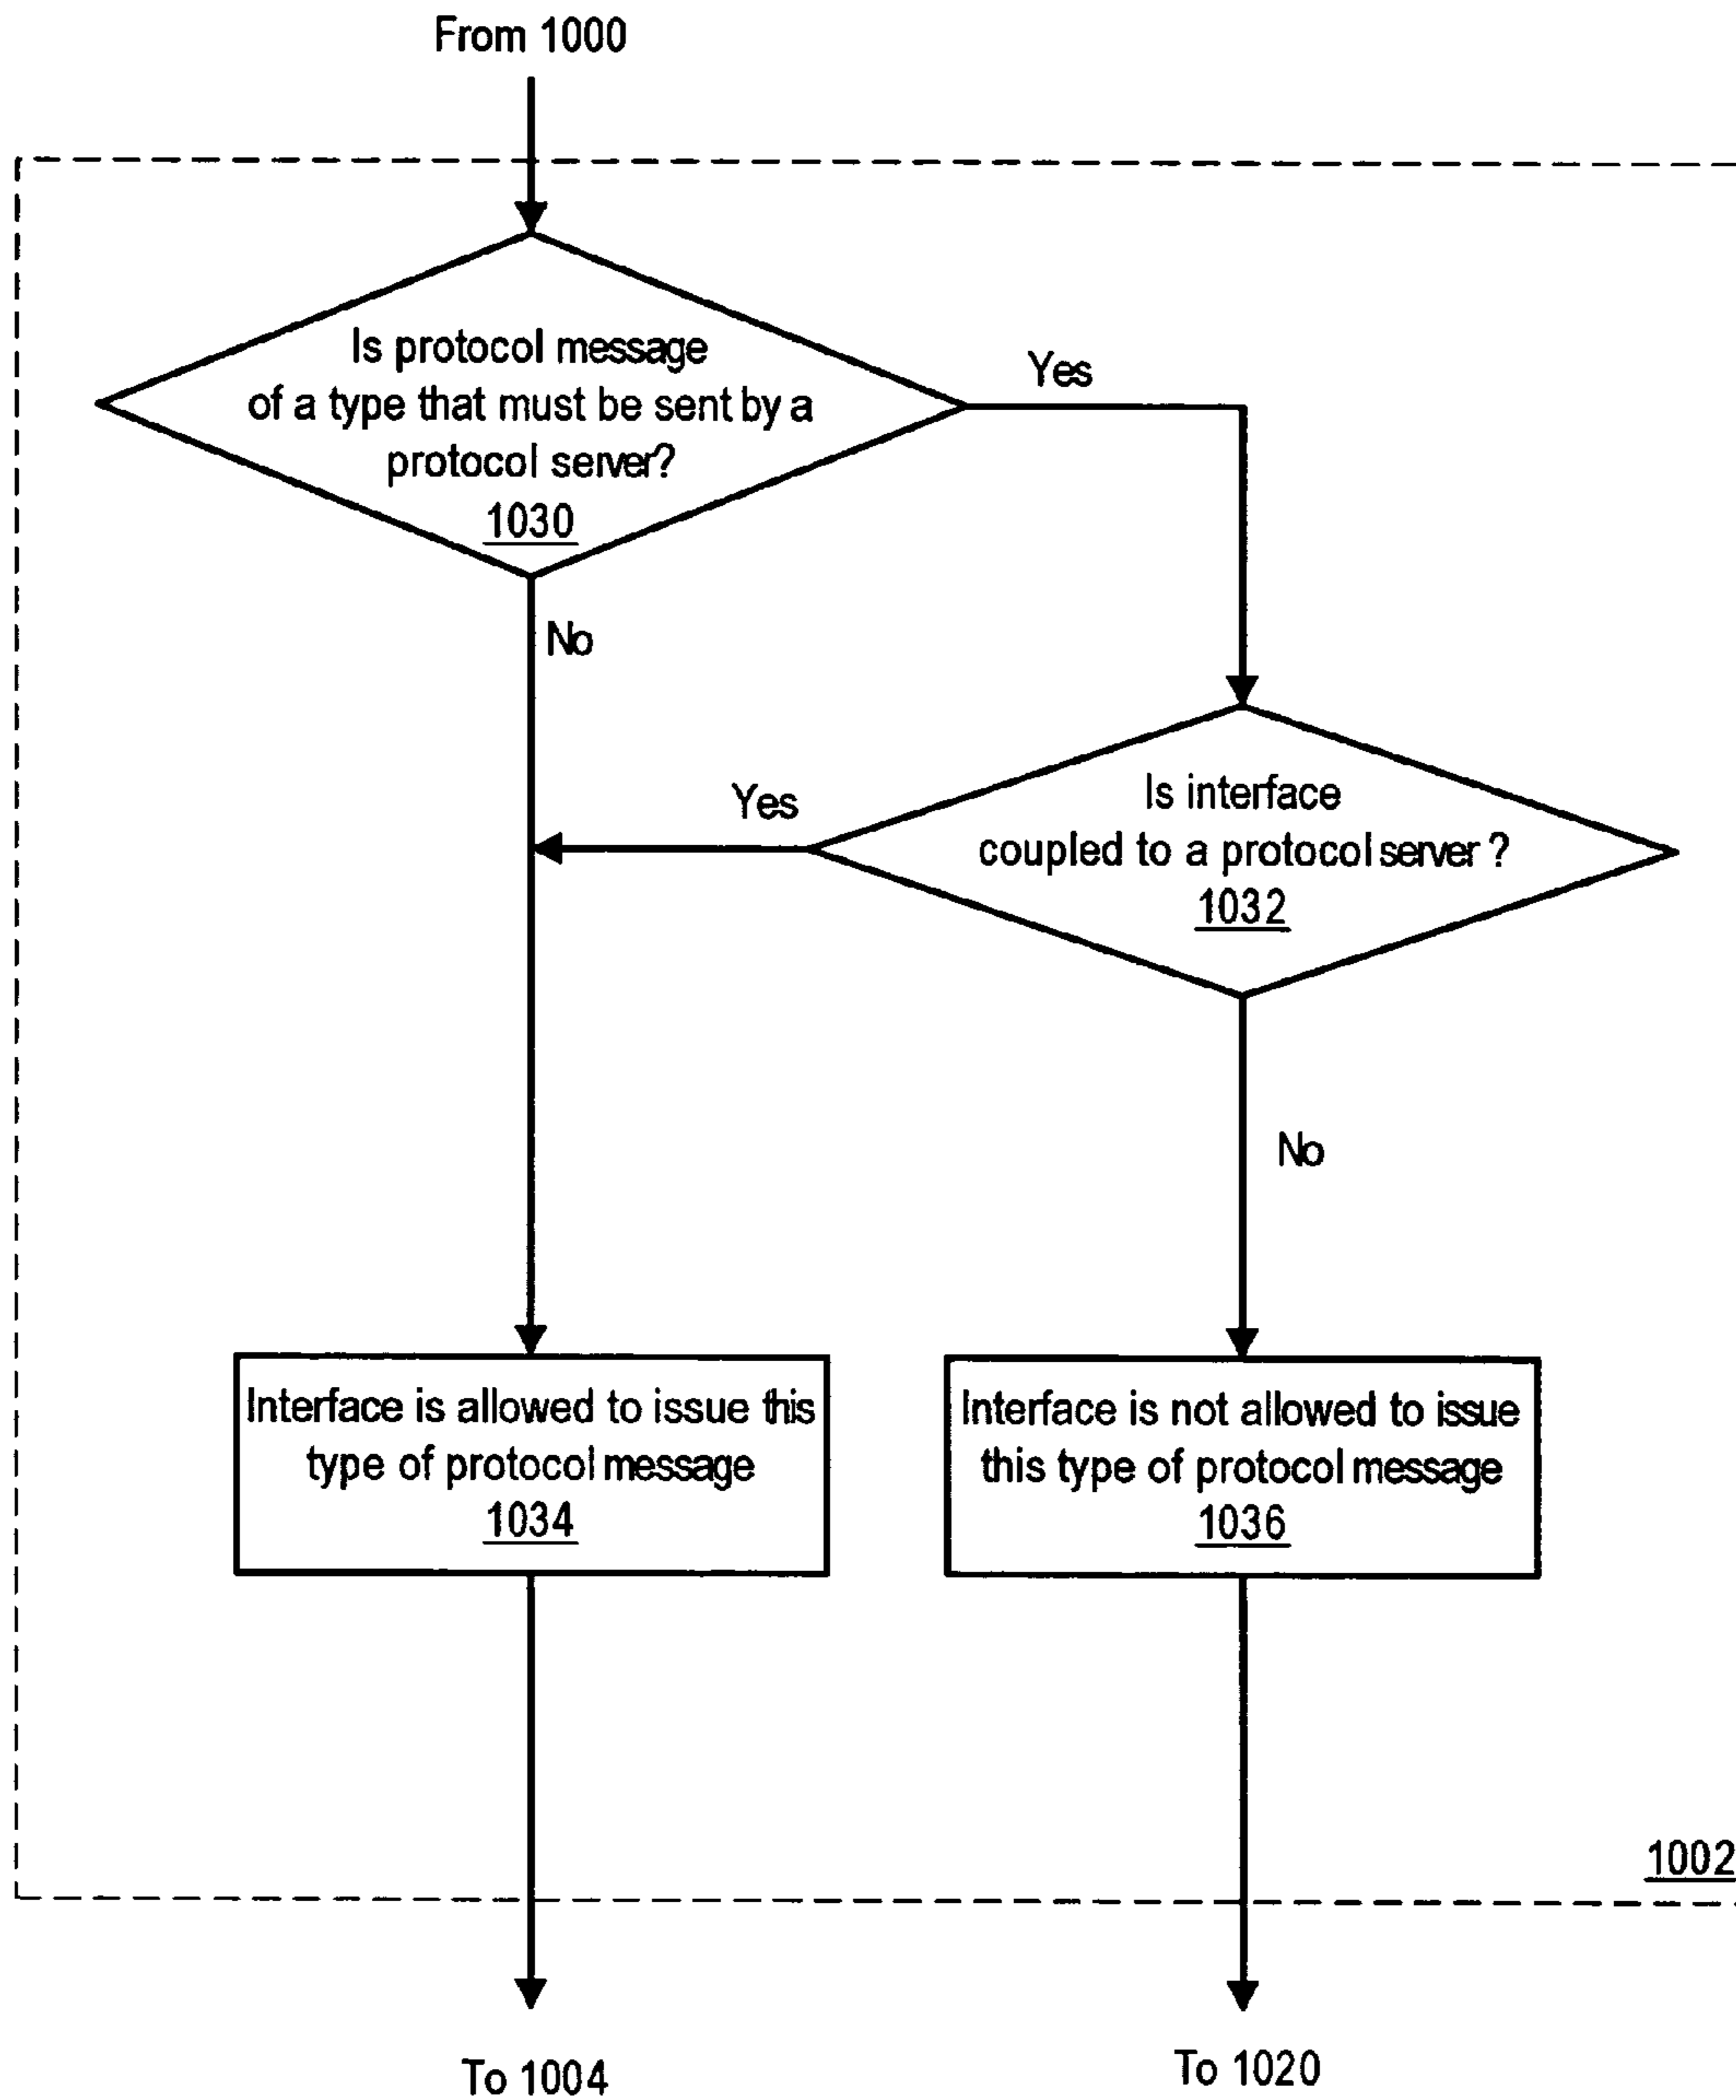 From 1000
Is protocol message
of a type that must be sent by a
protocol server?
1030
Yes
No
Is interface
coupled to a protocol server?
1032
Yes
No
Interface is allowed to issue this
type of protocol message
1034
Interface is not allowed to issue
this type of protocol message
1036
1002
To 1004
To 1020